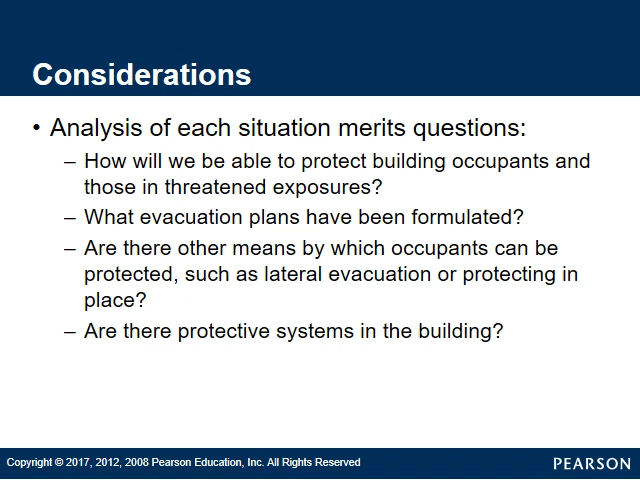 Considerations
• Analysis of each situation merits questions:
– How will we be able to protect building occupants and
those in threatened exposures?
– What evacuation plans have been formulated?
– Are there other means by which occupants can be
protected, such as lateral evacuation or protecting in
place?
– Are there protective systems in the building?
Copyright © 2017, 2012, 2008 Pearson Education, Inc. All Rights Reserved
PEARSON